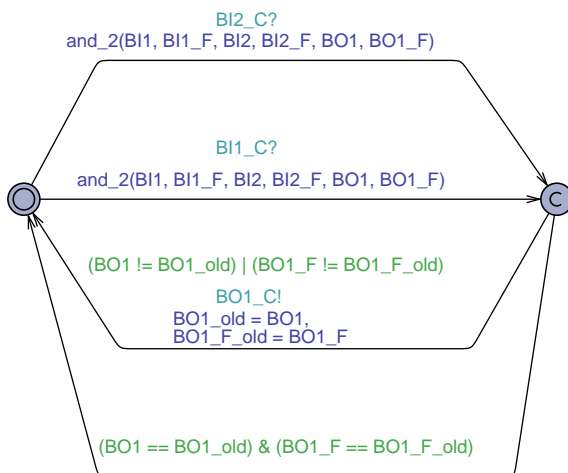 BI2_C?
and_2(BI1, BI1_F, BI2, BI2_F, BO1, BO1_F)
BI1_C?
and_2(BI1, BI1_F, BI2, BI2_F, BO1, BO1_F)
C
(BO1 != BO1_old) | (BO1_F != BO1_F_old)
BO1_C!
BO1_old = BO1,
BO1_F_old = BO1_F
(BO1 == BO1_old) & (BO1_F == BO1_F_old)